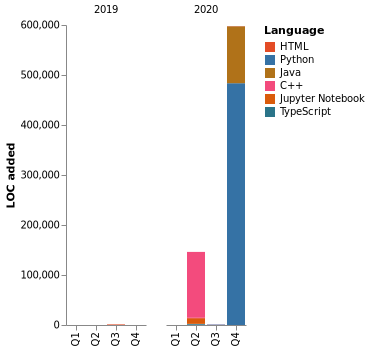 2019
2020
Language
HTML
Python
Java
C++
Jupyter Notebook
TypeScript
LOC added
600,000
500,000
400,000
300,000
200,000
100,000
0
Q1
Q2
Q3
Q4
Q1
Q2
Q3
Q4